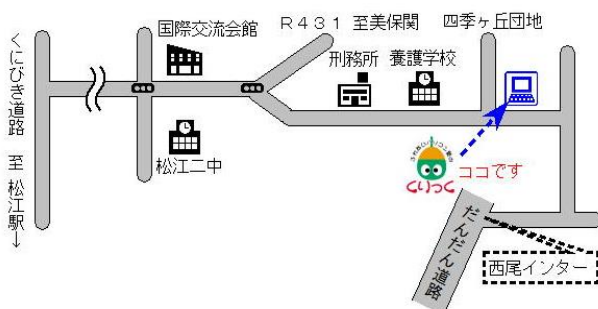 国際交流会館
R431 至美保関
四季ヶ丘団地
刑務所
養護学校
くにびき道路 至 松江駅→
松江二中
くりっく
ココです
だんだん道路
西尾インター